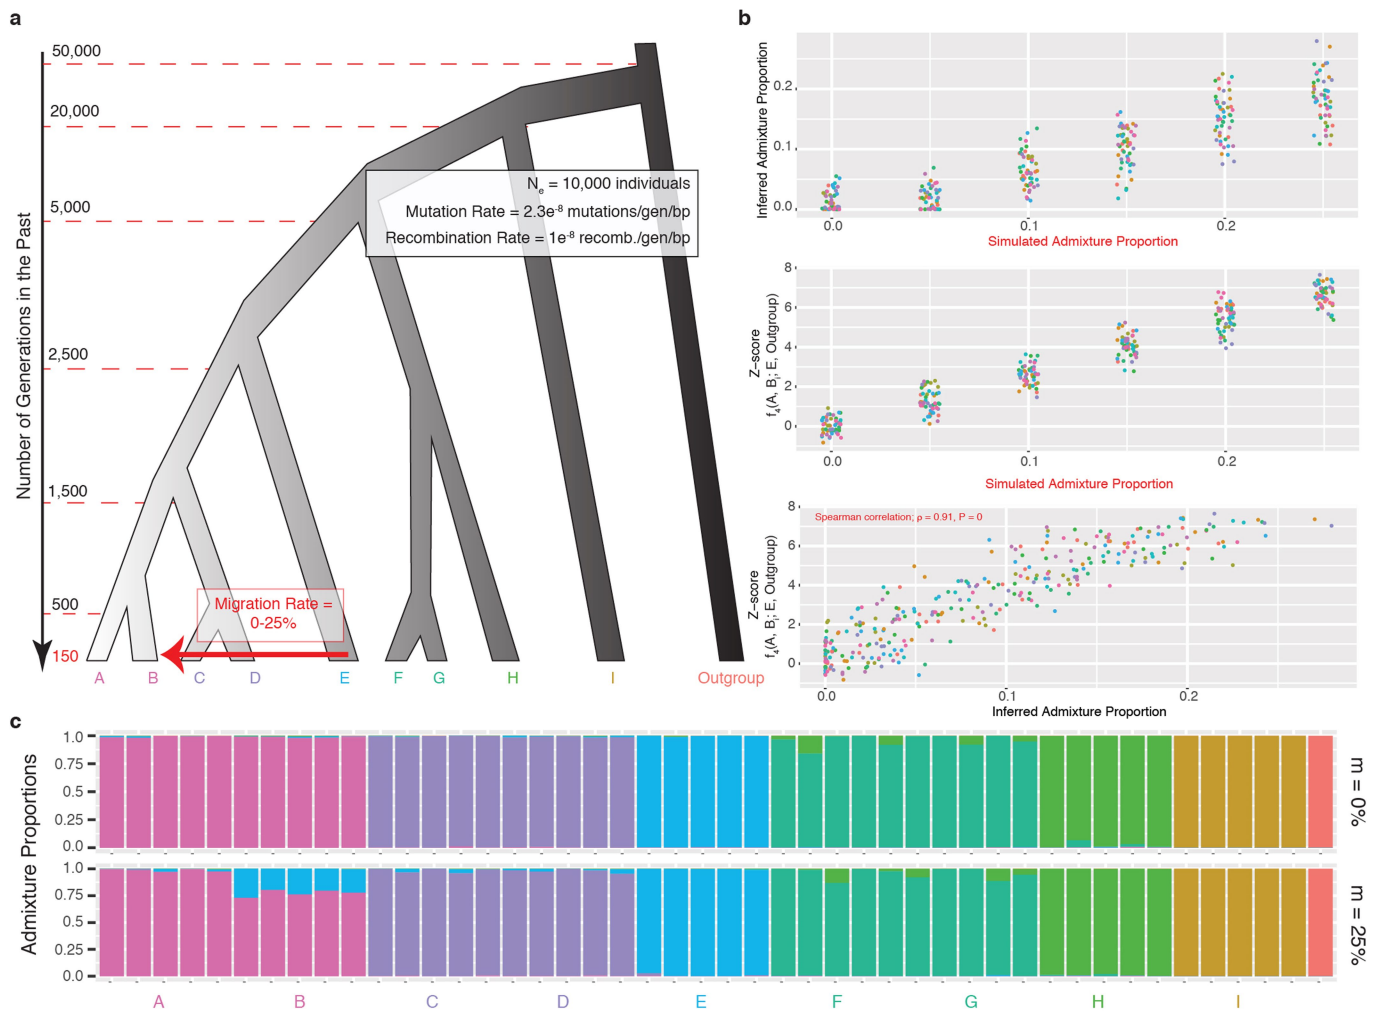 a
50,000
20,000
5,000
2,500
1,500
500
150
Number of Generations in the Past
Ne = 10,000 individuals
Mutation Rate = 2.3e-8 mutations/gen/bp
Recombination Rate = 1e-8 recomb./gen/bp
Migration Rate =
0-25%
A B C D E F G H I Outgroup
b
Inferred Admixture Proportion
0.2
0.1
0.0
0.0 0.1 0.2
Simulated Admixture Proportion
Z-score
f4(A, Bi; E, Outgroup)
8
6
4
2
0
0.0 0.1 0.2
Simulated Admixture Proportion
Z-score
f4(A, Bi; E, Outgroup)
8
6
4
2
0
Spearman correlation; ρ = 0.91, P = 0
0.0 0.1 0.2
Inferred Admixture Proportion
c
Admixture Proportions
1.0
0.75
0.5
0.25
0.0
m = 0%
1.0
0.75
0.5
0.25
0.0
m = 25%
A B C D E F G H I